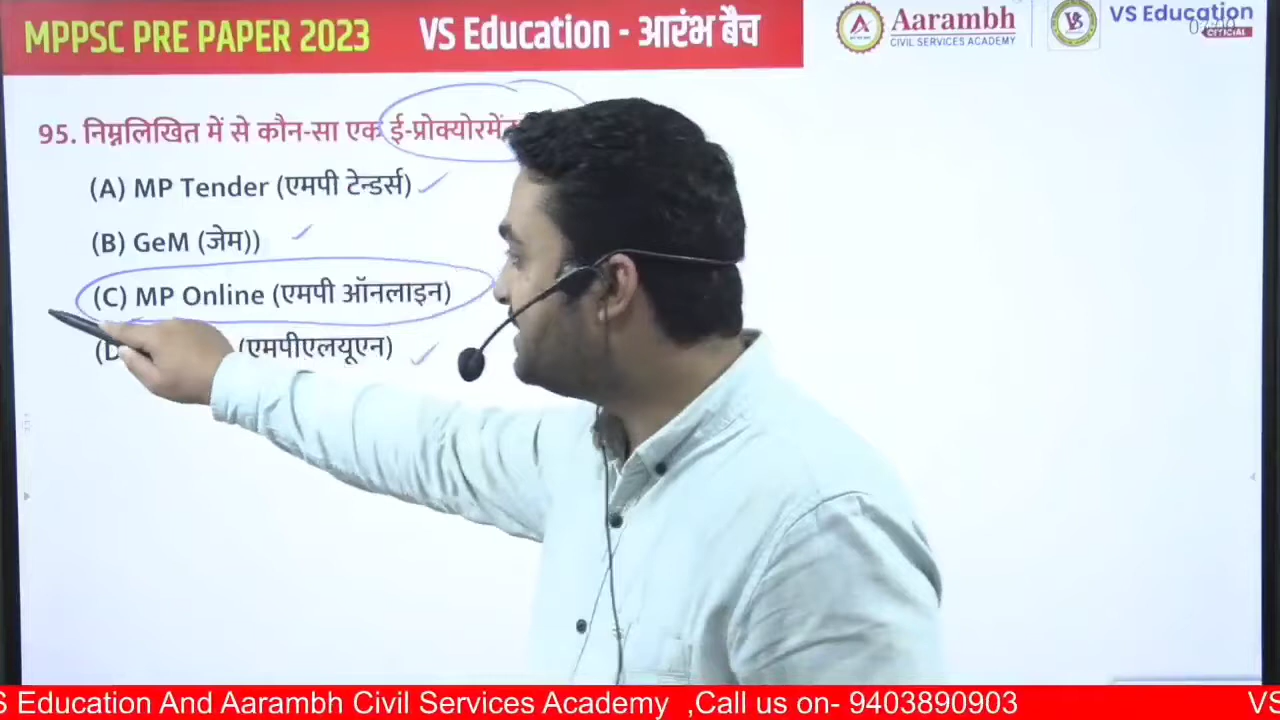 MPPSC PRE PAPER 2023 VS Education - आरंभ बैच
Aarambh
CIVIL SERVICES ACADEMY
VS Education
OFFICIAL
95. निम्नलिखित में से कौन-सा एक ई-प्रोक्योरमेंट
(A) MP Tender (एमपी टेन्डर्स)
(B) GeM (जेम))
(C) MP Online (एमपी ऑनलाइन)
(D (एमपीएलयूएन)
S Education And Aarambh Civil Services Academy ,Call us on- 9403890903 VS